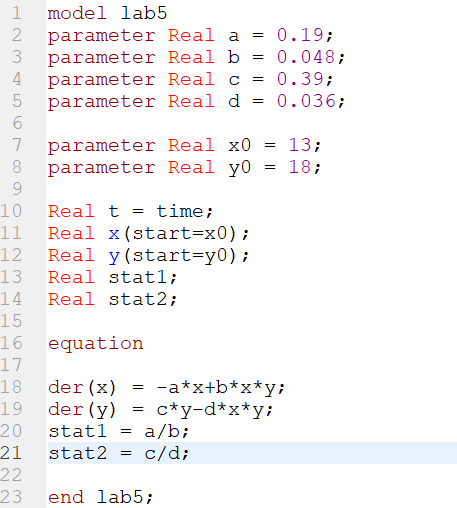 1 model lab5
2 parameter Real a = 0.19;
3 parameter Real b = 0.048;
4 parameter Real c = 0.39;
5 parameter Real d = 0.036;
6
7 parameter Real x0 = 13;
8 parameter Real y0 = 18;
9
10 Real t = time;
11 Real x(start=x0);
12 Real y(start=y0);
13 Real stat1;
14 Real stat2;
15
16 equation
17
18 der(x) = -a*x+b*x*y;
19 der(y) = c*y-d*x*y;
20 stat1 = a/b;
21 stat2 = c/d;
22
23 end lab5;